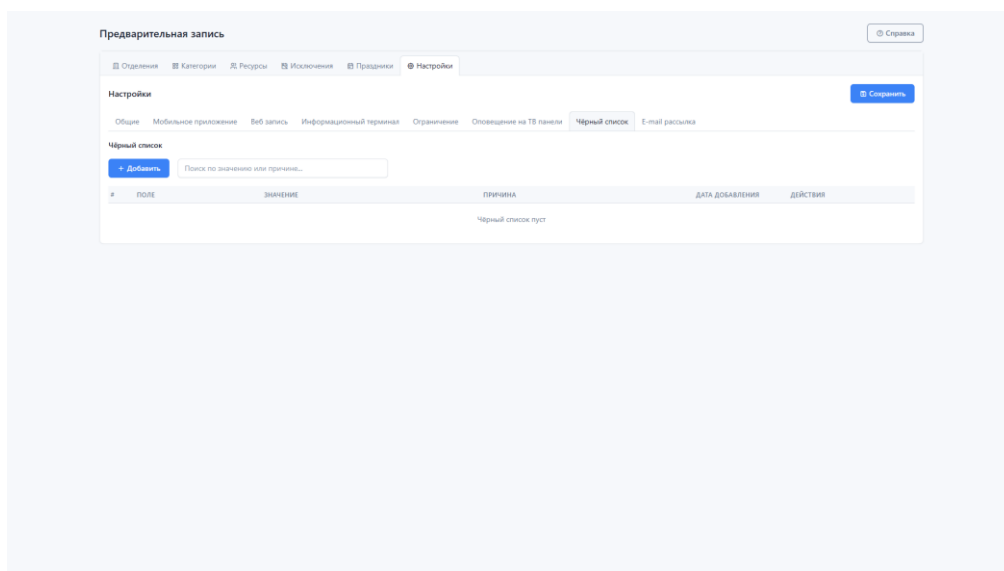 Предварительная запись
Справка
Отделения Категории Ресурсы Исключения Праздники Настройки
Настройки
Сохранить
Общие Мобильное приложение Веб запись Информационный терминал Ограничение Оповещение на ТВ панели Чёрный список E-mail рассылка
Чёрный список
+ Добавить Поиск по значению или причине...
# ПОЛЕ ЗНАЧЕНИЕ ПРИЧИНА ДАТА ДОБАВЛЕНИЯ ДЕЙСТВИЯ
Чёрный список пуст